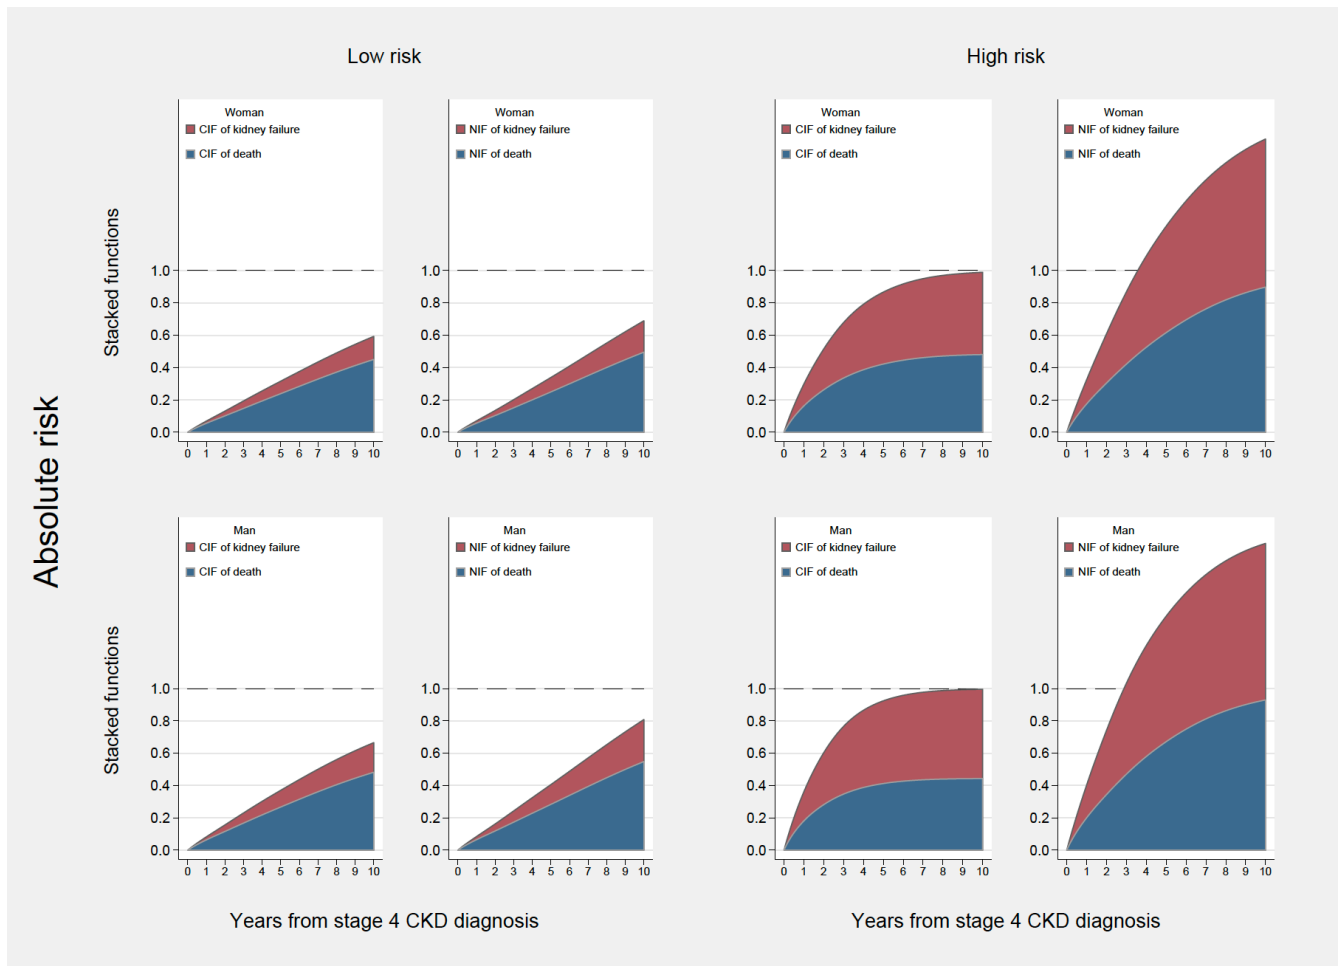 Low risk
High risk
Absolute risk
Stacked functions
Woman
CIF of kidney failure
CIF of death
1.0
0.8
0.6
0.4
0.2
0.0
0 1 2 3 4 5 6 7 8 9 10
Woman
NIF of kidney failure
NIF of death
1.0
0.8
0.6
0.4
0.2
0.0
0 1 2 3 4 5 6 7 8 9 10
Woman
CIF of kidney failure
CIF of death
1.0
0.8
0.6
0.4
0.2
0.0
0 1 2 3 4 5 6 7 8 9 10
Woman
NIF of kidney failure
NIF of death
1.0
0.8
0.6
0.4
0.2
0.0
0 1 2 3 4 5 6 7 8 9 10
Stacked functions
Man
CIF of kidney failure
CIF of death
1.0
0.8
0.6
0.4
0.2
0.0
0 1 2 3 4 5 6 7 8 9 10
Man
NIF of kidney failure
NIF of death
1.0
0.8
0.6
0.4
0.2
0.0
0 1 2 3 4 5 6 7 8 9 10
Man
CIF of kidney failure
CIF of death
1.0
0.8
0.6
0.4
0.2
0.0
0 1 2 3 4 5 6 7 8 9 10
Man
NIF of kidney failure
NIF of death
1.0
0.8
0.6
0.4
0.2
0.0
0 1 2 3 4 5 6 7 8 9 10
Years from stage 4 CKD diagnosis
Years from stage 4 CKD diagnosis